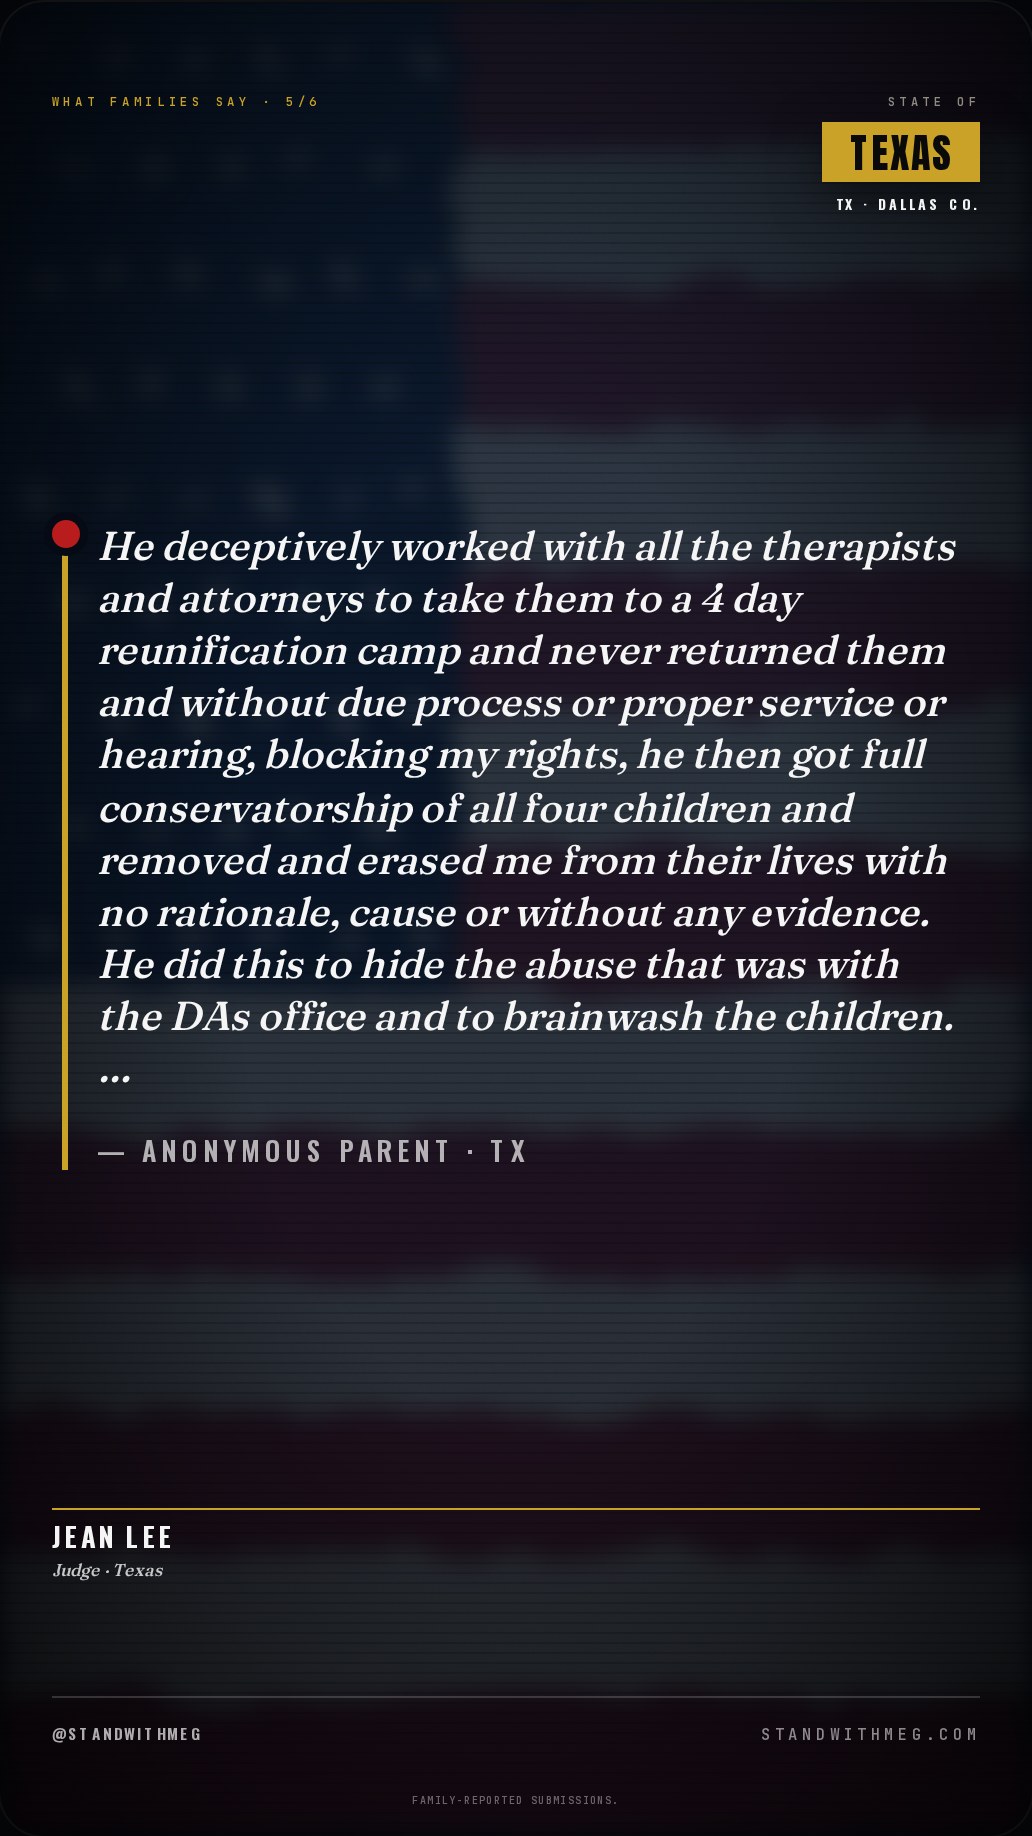 WHAT FAMILIES SAY · 5/6
STATE OF
TEXAS
TX · DALLAS CO.
He deceptively worked with all the therapists
and attorneys to take them to a 4 day
reunification camp and never returned them
and without due process or proper service or
hearing, blocking my rights, he then got full
conservatorship of all four children and
removed and erased me from their lives with
no rationale, cause or without any evidence.
He did this to hide the abuse that was with
the DAs office and to brainwash the children.
…
— ANONYMOUS PARENT · TX
JEAN LEE
Judge · Texas
@STANDWITHMEG
STANDWITHMEG.COM
FAMILY-REPORTED SUBMISSIONS.